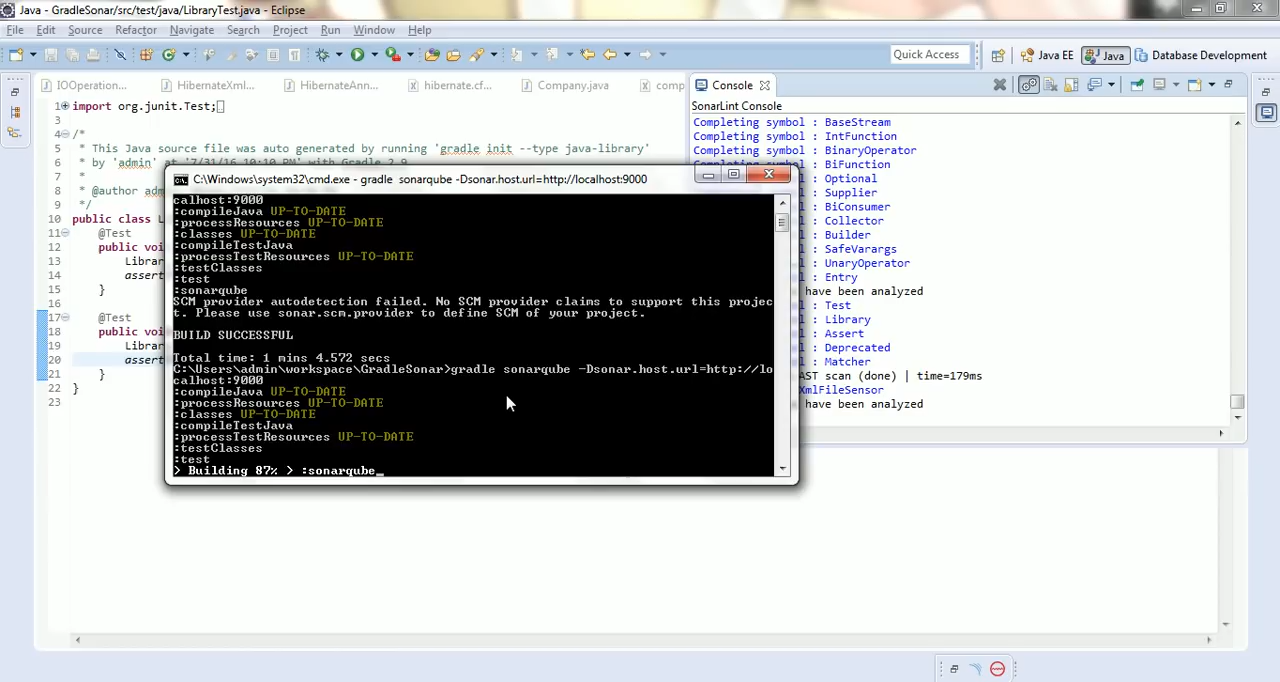 Java - GradleSonar/src/test/java/LibraryTest.java - Eclipse
File Edit Source Refactor Navigate Search Project Run Window Help
Quick Access
Java EE
Java
Database Development
IOOperation...
HibernateXml...
HibernateAnn...
hibernate.cf...
Company.java
comp
Console
SonarLint Console
1 import org.junit.Test;
3
4 /*
5 This Java source file was auto generated by running 'gradle init --type java-library'
6 * by 'admin' at '7/31/16 10:10 PM' with Gradle 2.9
7 *
8 * @author adm
9 */
10 public class L
11 @Test
12 public voi
13 Librar
14 assert
15 }
16
17 @Test
18 public voi
19 Librar
20 assert
21 }
22 }
23
C:\Windows\system32\cmd.exe - gradle sonarqube -Dsonar.host.url=http://localhost:9000
calhost:9000
:compileJava UP-TO-DATE
:processResources UP-TO-DATE
:classes UP-TO-DATE
:compileTestJava
:processTestResources UP-TO-DATE
:testClasses
:test
:sonarqube
SCM provider autodetection failed. No SCM provider claims to support this projec
t. Please use sonar.scm.provider to define SCM of your project.
BUILD SUCCESSFUL
Total time: 1 mins 4.572 secs
C:\Users\admin\workspace\GradleSonar>gradle sonarqube -Dsonar.host.url=http://lo
calhost:9000
:compileJava UP-TO-DATE
:processResources UP-TO-DATE
:classes UP-TO-DATE
:compileTestJava
:processTestResources UP-TO-DATE
:testClasses
:test
> Building 87% > :sonarqube_
Completing symbol : BaseStream
Completing symbol : IntFunction
Completing symbol : BinaryOperator
l : BiFunction
l : Optional
l : Supplier
l : BiConsumer
l : Collector
l : Builder
l : SafeVarargs
l : UnaryOperator
l : Entry
have been analyzed
l : Test
l : Library
l : Assert
l : Deprecated
l : Matcher
AST scan (done) | time=179ms
XmlFileSensor
have been analyzed